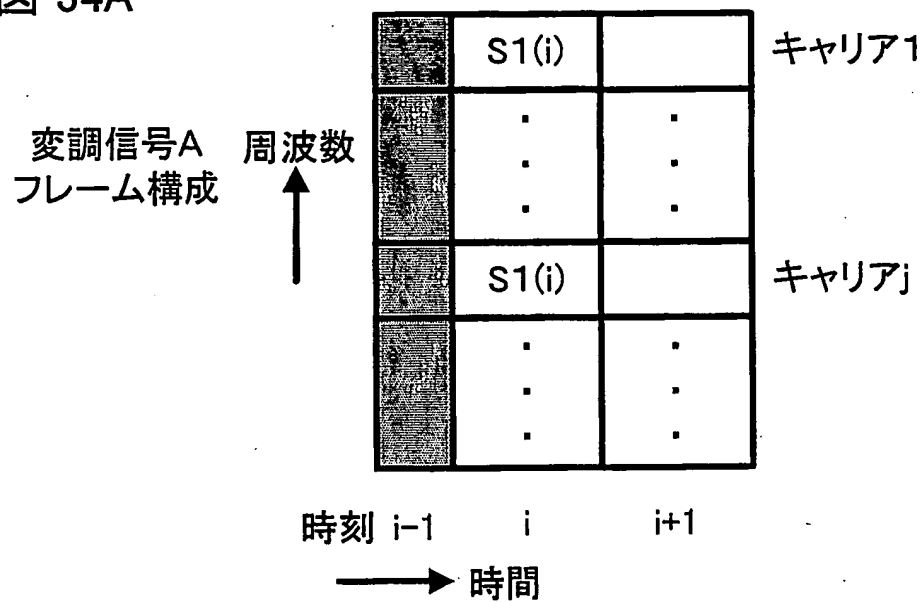 図 34A
S1(i) キャリア1
変調信号A 周波数
フレーム構成
S1(i) キャリアj
時刻 i-1 i i+1
時間